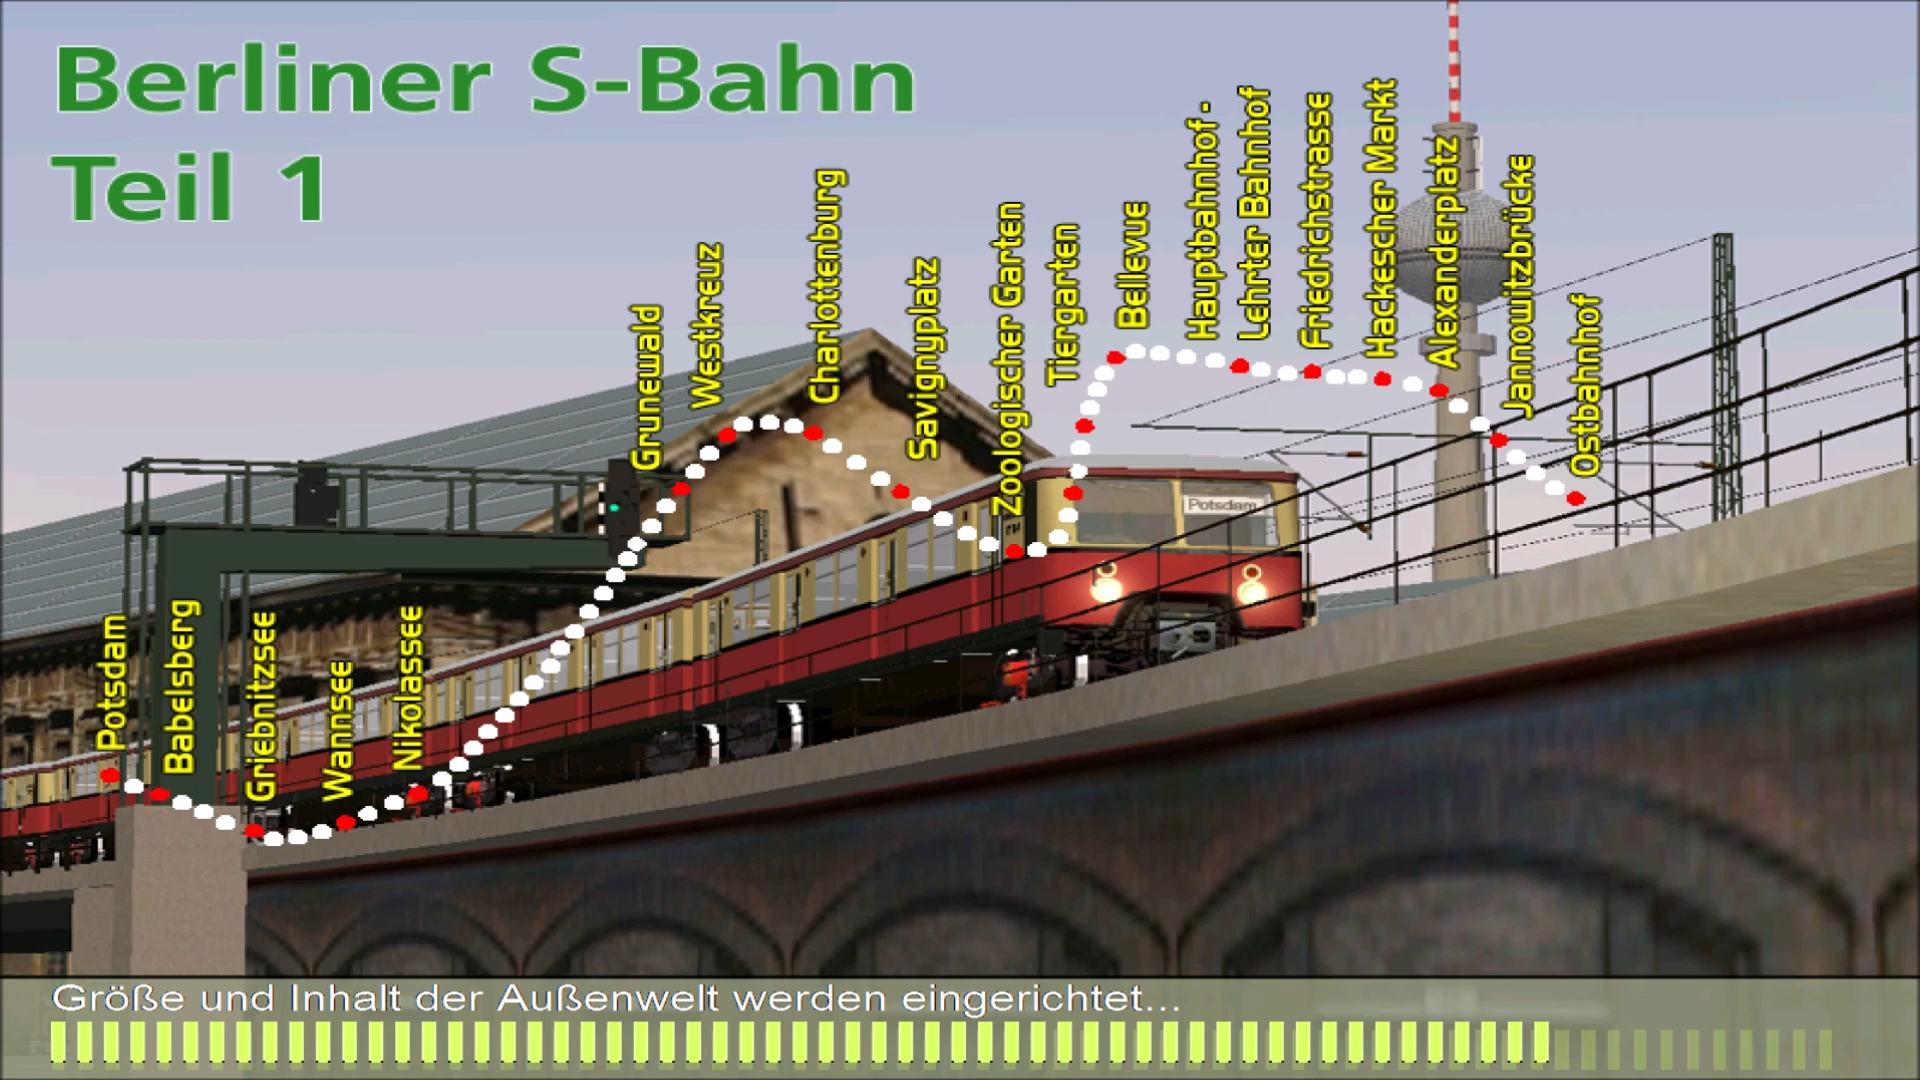 Berliner S-Bahn
Teil 1
Potsdam
Babelsberg
Griebnitzsee
Wannsee
Nikolassee
Grunewald
Westkreuz
Charlottenburg
Savignyplatz
Zoologischer Garten
Tiergarten
Bellevue
Hauptbahnhof -
Lehrter Bahnhof
Friedrichstrasse
Hackescher Markt
Alexanderplatz
Jannowitzbrücke
Ostbahnhof
Potsdam
Größe und Inhalt der Außenwelt werden eingerichtet...